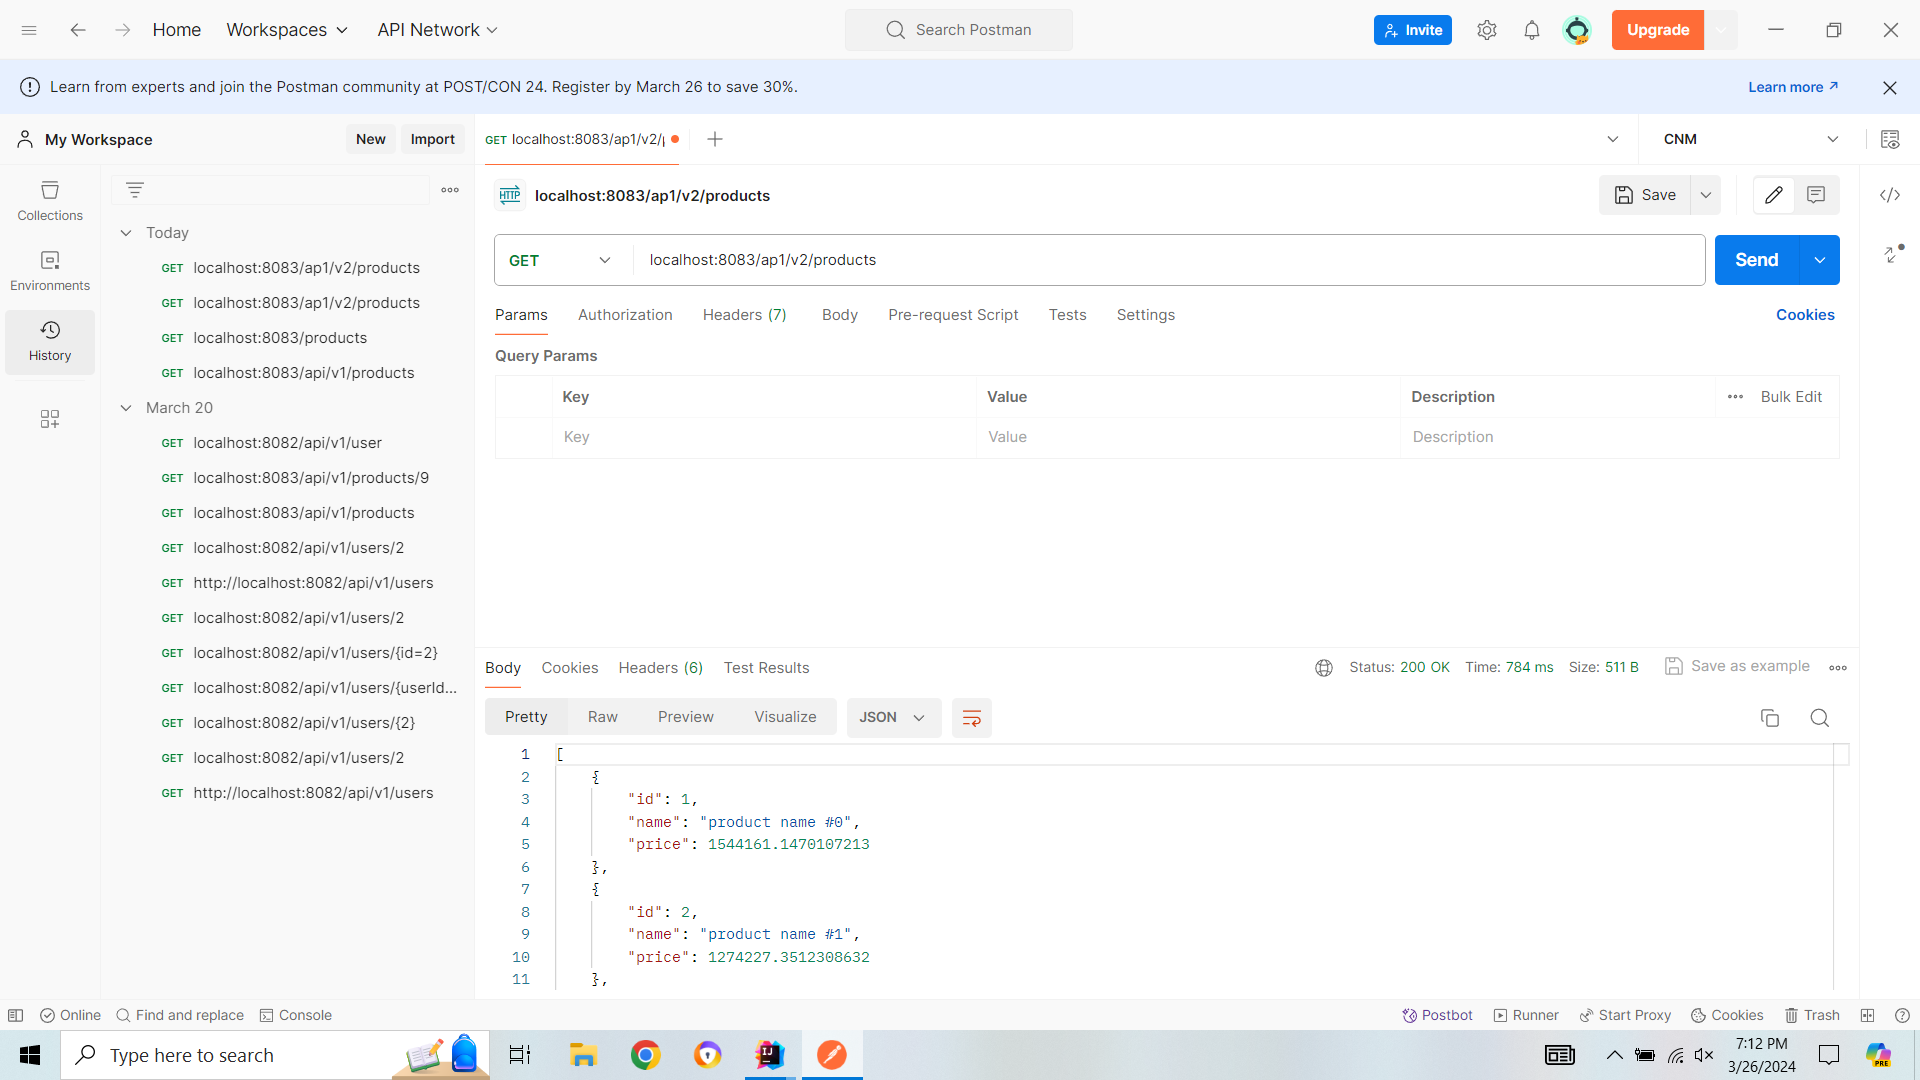 Home
Workspaces
API Network
Search Postman
Invite
Upgrade
Learn from experts and join the Postman community at POST/CON 24. Register by March 26 to save 30%.
Learn more
My Workspace
New
Import
GET localhost:8083/ap1/v2/
CNM
Collections
Environments
History
Today
GET localhost:8083/ap1/v2/products
GET localhost:8083/ap1/v2/products
GET localhost:8083/products
GET localhost:8083/api/v1/products
March 20
GET localhost:8082/api/v1/user
GET localhost:8083/api/v1/products/9
GET localhost:8083/api/v1/products
GET localhost:8082/api/v1/users/2
GET http://localhost:8082/api/v1/users
GET localhost:8082/api/v1/users/2
GET localhost:8082/api/v1/users/{id=2}
GET localhost:8082/api/v1/users/{userId...
GET localhost:8082/api/v1/users/{2}
GET localhost:8082/api/v1/users/2
GET http://localhost:8082/api/v1/users
HTTP localhost:8083/ap1/v2/products
Save
GET localhost:8083/ap1/v2/products
Send
Params Authorization Headers (7) Body Pre-request Script Tests Settings
Cookies
Query Params
Key Value Description Bulk Edit
Key Value Description
Body Cookies Headers (6) Test Results
Status: 200 OK Time: 784 ms Size: 511 B Save as example
Pretty Raw Preview Visualize JSON
1 [
2 {
3 "id": 1,
4 "name": "product name #0",
5 "price": 1544161.1470107213
6 },
7 {
8 "id": 2,
9 "name": "product name #1",
10 "price": 1274227.3512308632
11 },
Online Find and replace Console
Postbot Runner Start Proxy Cookies Trash
Type here to search
IJ
7:12 PM
3/26/2024
PRE